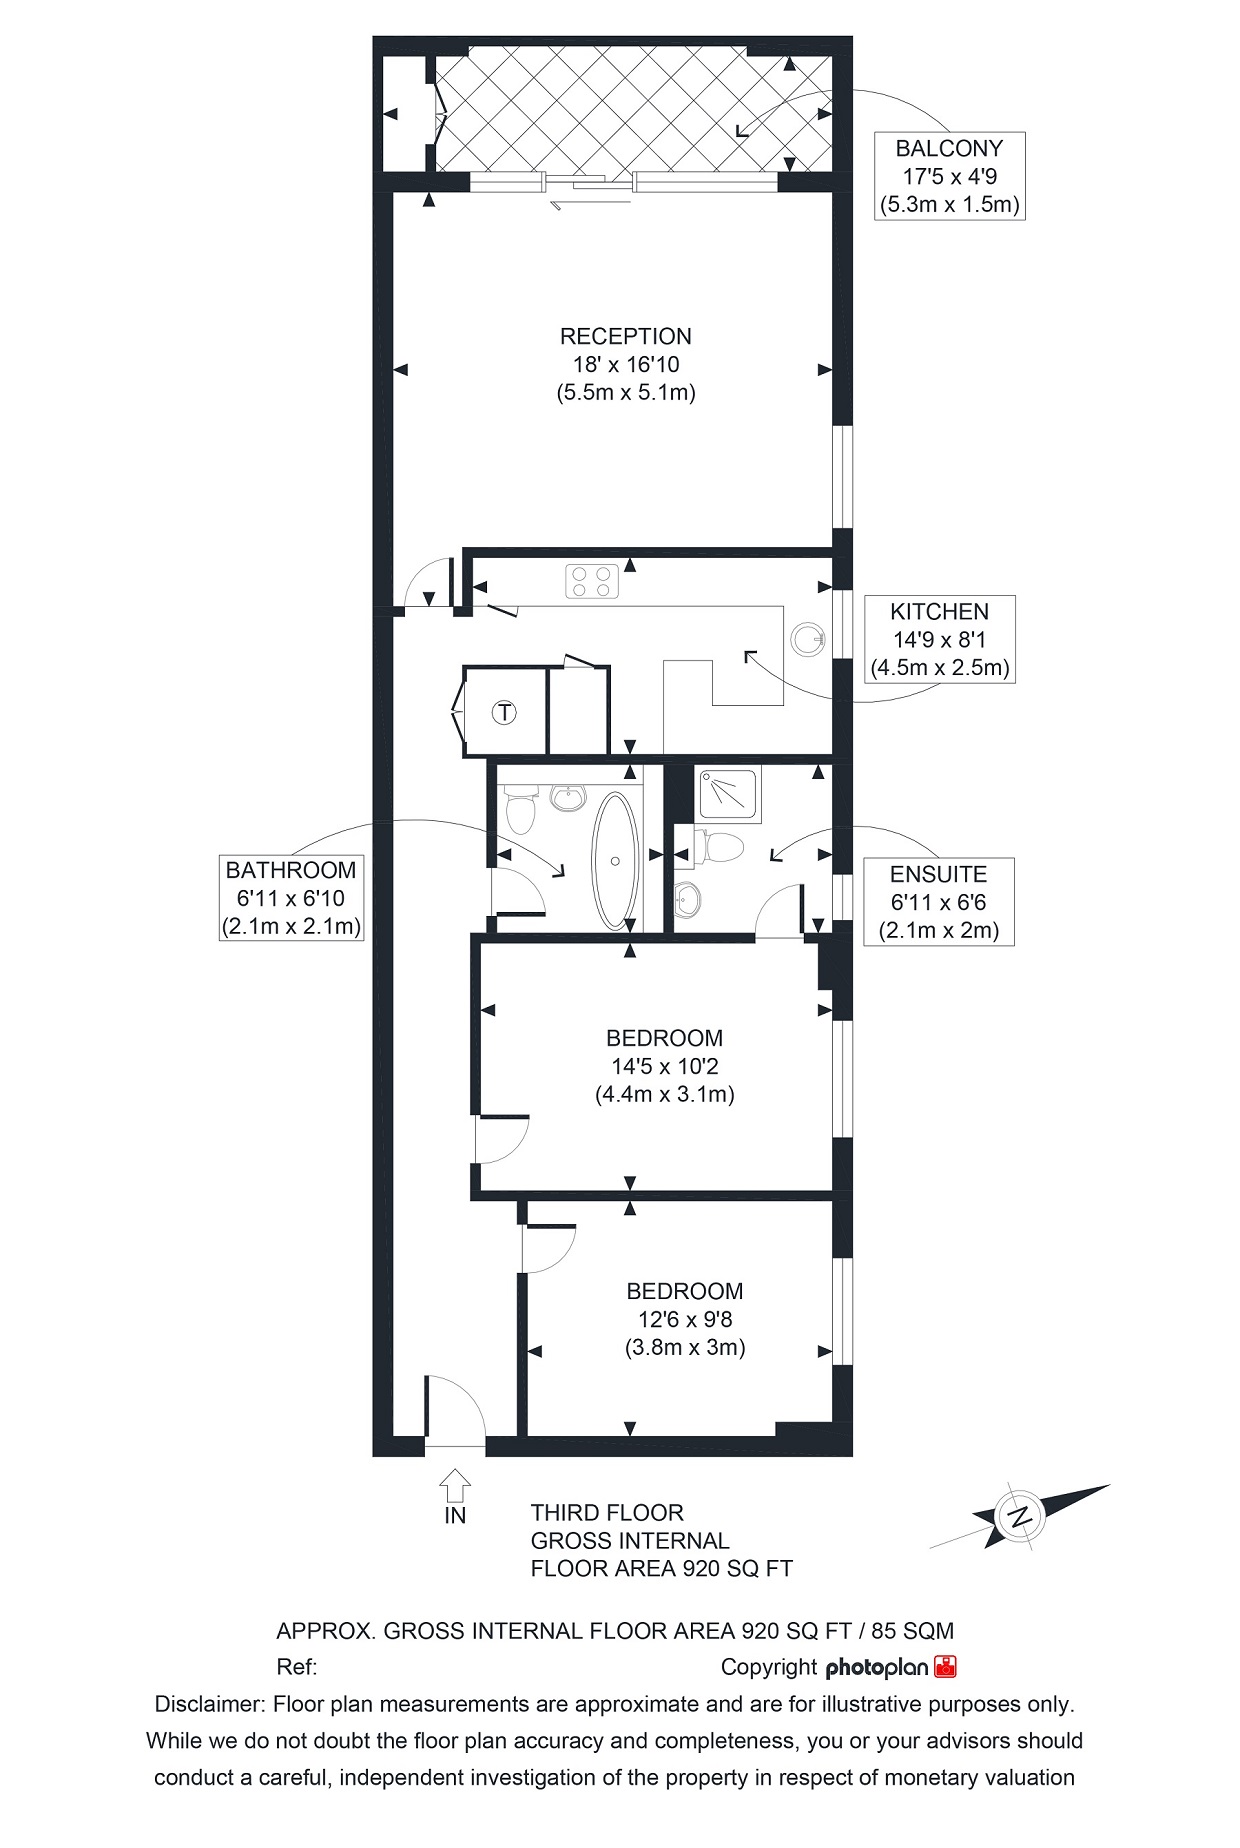 BALCONY
17'5 x 4'9
(5.3m x 1.5m)
RECEPTION
18' x 16'10
(5.5m x 5.1m)
KITCHEN
14'9 x 8'1
(4.5m x 2.5m)
T
BATHROOM
6'11 x 6'10
(2.1m x 2.1m)
ENSUITE
6'11 x 6'6
(2.1m x 2m)
BEDROOM
14'5 x 10'2
(4.4m x 3.1m)
BEDROOM
12'6 x 9'8
(3.8m x 3m)
IN
THIRD FLOOR
GROSS INTERNAL
FLOOR AREA 920 SQ FT
N
APPROX. GROSS INTERNAL FLOOR AREA 920 SQ FT / 85 SQM
Ref:
Copyright photoplan
Disclaimer: Floor plan measurements are approximate and are for illustrative purposes only.
While we do not doubt the floor plan accuracy and completeness, you or your advisors should
conduct a careful, independent investigation of the property in respect of monetary valuation